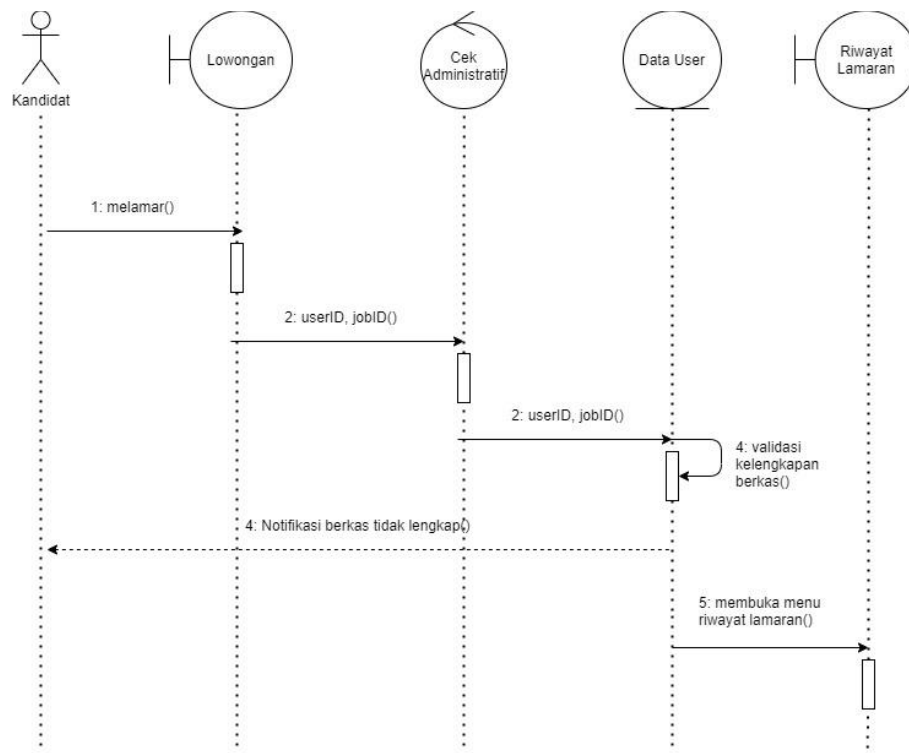 Kandidat
Lowongan
Cek
Administratif
Data User
Riwayat
Lamaran
1: melamar()
2: userID, jobID()
2: userID, jobID()
4: validasi
kelengkapan
berkas()
4: Notifikasi berkas tidak lengkap()
5: membuka menu
riwayat lamaran()